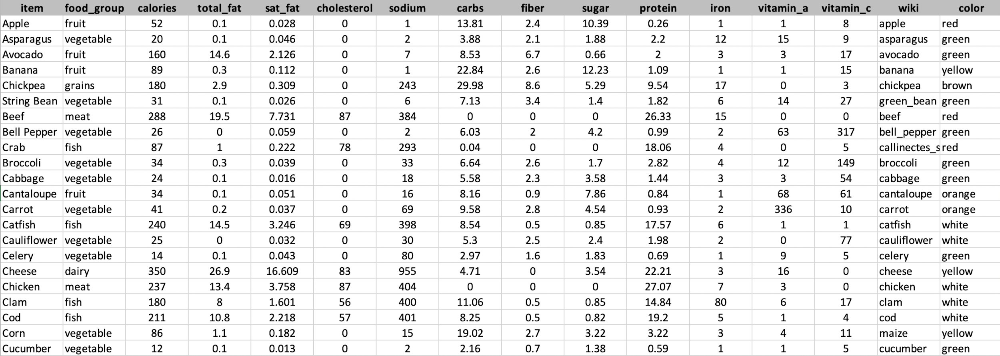 item food_group calories total_fat sat_fat cholesterol sodium carbs fiber sugar protein iron vitamin_a vitamin_c wiki color
Apple fruit 52 0.1 0.028 0 1 13.81 2.4 10.39 0.26 1 1 8 apple red
Asparagus vegetable 20 0.1 0.046 0 2 3.88 2.1 1.88 2.2 12 15 9 asparagus green
Avocado fruit 160 14.6 2.126 0 7 8.53 6.7 0.66 2 3 3 17 avocado green
Banana fruit 89 0.3 0.112 0 1 22.84 2.6 12.23 1.09 1 1 15 banana yellow
Chickpea grains 180 2.9 0.309 0 243 29.98 8.6 5.29 9.54 17 0 3 chickpea brown
String Bean vegetable 31 0.1 0.026 0 6 7.13 3.4 1.4 1.82 6 14 27 green_bean green
Beef meat 288 19.5 7.731 87 384 0 0 0 26.33 15 0 0 beef red
Bell Pepper vegetable 26 0 0.059 0 2 6.03 2 4.2 0.99 2 63 317 bell_pepper green
Crab fish 87 1 0.222 78 293 0.04 0 0 18.06 4 0 5 callinectes_s red
Broccoli vegetable 34 0.3 0.039 0 33 6.64 2.6 1.7 2.82 4 12 149 broccoli green
Cabbage vegetable 24 0.1 0.016 0 18 5.58 2.3 3.58 1.44 3 3 54 cabbage green
Cantaloupe fruit 34 0.1 0.051 0 16 8.16 0.9 7.86 0.84 1 68 61 cantaloupe orange
Carrot vegetable 41 0.2 0.037 0 69 9.58 2.8 4.54 0.93 2 336 10 carrot orange
Catfish fish 240 14.5 3.246 69 398 8.54 0.5 0.85 17.57 6 1 1 catfish white
Cauliflower vegetable 25 0 0.032 0 30 5.3 2.5 2.4 1.98 2 0 77 cauliflower white
Celery vegetable 14 0.1 0.043 0 80 2.97 1.6 1.83 0.69 1 9 5 celery green
Cheese dairy 350 26.9 16.609 83 955 4.71 0 3.54 22.21 3 16 0 cheese yellow
Chicken meat 237 13.4 3.758 87 404 0 0 0 27.07 7 3 0 chicken white
Clam fish 180 8 1.601 56 400 11.06 0.5 0.85 14.84 80 6 17 clam white
Cod fish 211 10.8 2.218 57 401 8.25 0.5 0.82 19.2 5 1 4 cod white
Corn vegetable 86 1.1 0.182 0 15 19.02 2.7 3.22 3.22 3 4 11 maize yellow
Cucumber vegetable 12 0.1 0.013 0 2 2.16 0.7 1.38 0.59 1 1 5 cucumber green